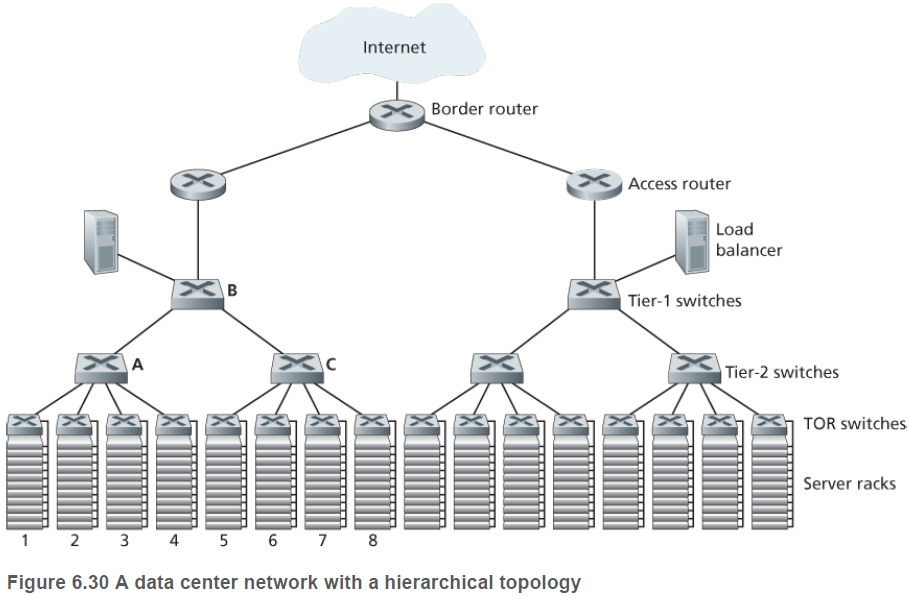 Internet
Border router
Access router
Load
balancer
B
Tier-1 switches
A
C
Tier-2 switches
TOR switches
Server racks
1 2 3 4 5 6 7 8
Figure 6.30 A data center network with a hierarchical topology